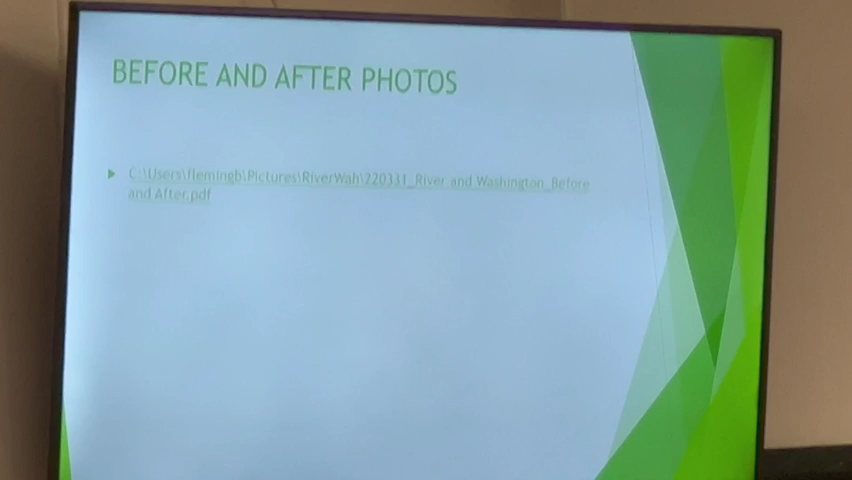 BEFORE AND AFTER PHOTOS
C:\Users\flemingb\Pictures\RiverWah\220331_River and Washington_Before
and After.pdf